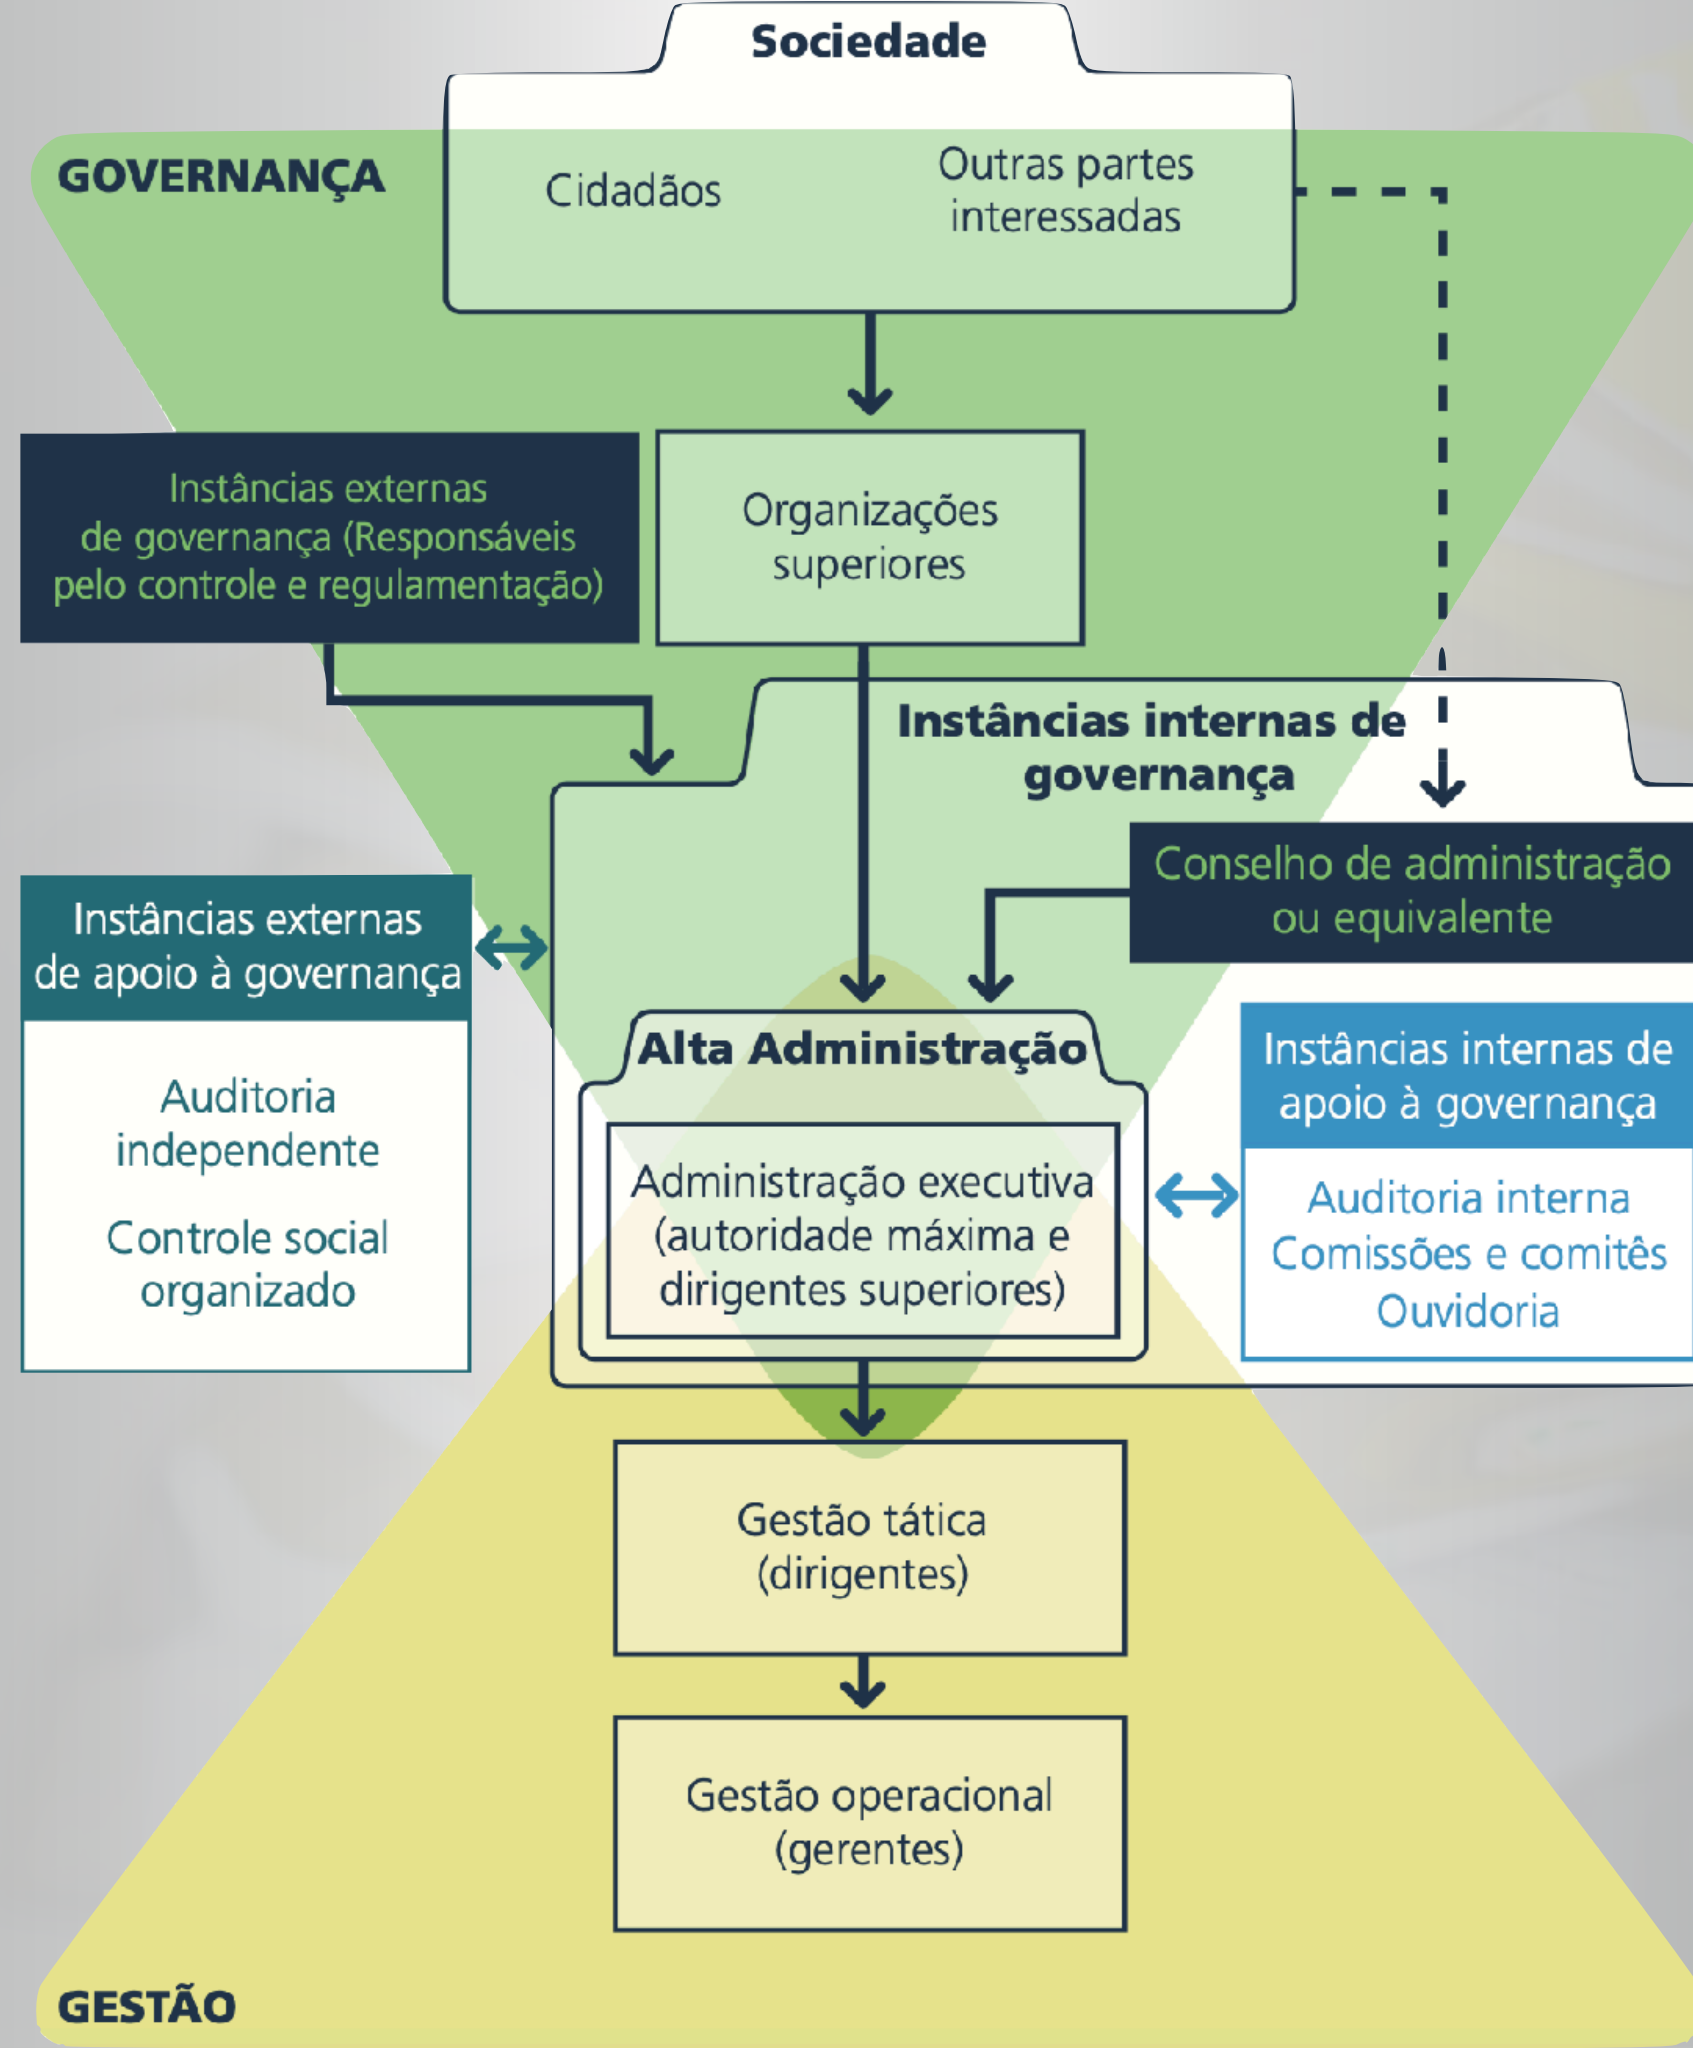 Sociedade
GOVERNANÇA
Cidadãos
Outras partes
interessadas
Instâncias externas
de governança (Responsáveis
pelo controle e regulamentação)
Organizações
superiores
Instâncias internas de
governança
Conselho de administração
ou equivalente
Instâncias externas
de apoio à governança
Auditoria
independente
Controle social
organizado
Alta Administração
Administração executiva
(autoridade máxima e
dirigentes superiores)
Instâncias internas de
apoio à governança
Auditoria interna
Comissões e comitês
Ouvidoria
Gestão tática
(dirigentes)
Gestão operacional
(gerentes)
GESTÃO